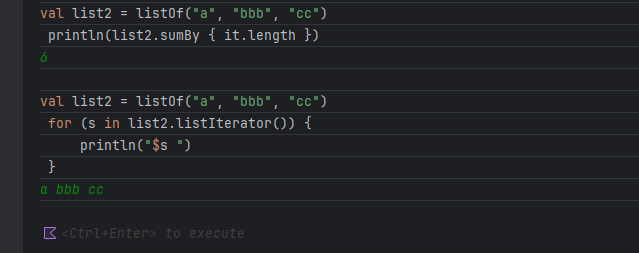 val list2 = listOf("a", "bbb", "cc")
println(list2.sumBy { it.length })
6
val list2 = listOf("a", "bbb", "cc")
for (s in list2.listIterator()) {
println("$s ")
}
a bbb cc
<Ctrl+Enter> to execute